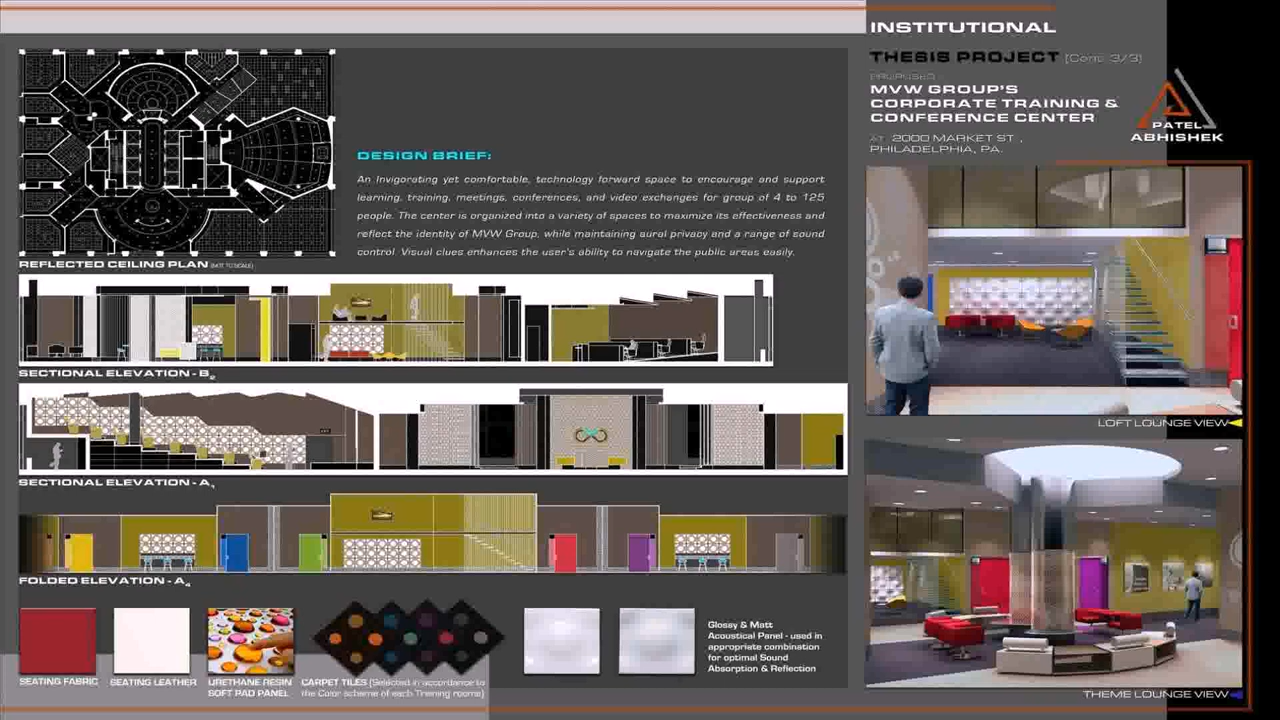 INSTITUTIONAL
THESIS PROJECT (Cont. 3/3)
PROPOSED :
MVW GROUP'S
CORPORATE TRAINING &
CONFERENCE CENTER
AT: 2000 MARKET ST.,
PHILADELPHIA, PA.
PATEL
ABHISHEK
DESIGN BRIEF:
An Invigorating yet comfortable, technology forward space to encourage and support
learning, training, meetings, conferences, and video exchanges for group of 4 to 125
people. The center is organized into a variety of spaces to maximize its effectiveness and
reflect the identity of MVW Group, while maintaining aural privacy and a range of sound
control. Visual clues enhances the user's ability to navigate the public areas easily.
REFLECTED CEILING PLAN (NOT TO SCALE)
SECTIONAL ELEVATION - B
SECTIONAL ELEVATION - A
FOLDED ELEVATION - A
LOFT LOUNGE VIEW
THEME LOUNGE VIEW
SEATING FABRIC
SEATING LEATHER
URETHANE RESIN
SOFT PAD PANEL
CARPET TILES (Selected in accordance to
the Color scheme of each Training rooms)
Glossy & Matt
Acoustical Panel - used in
appropriate combination
for optimal Sound
Absorption & Reflection